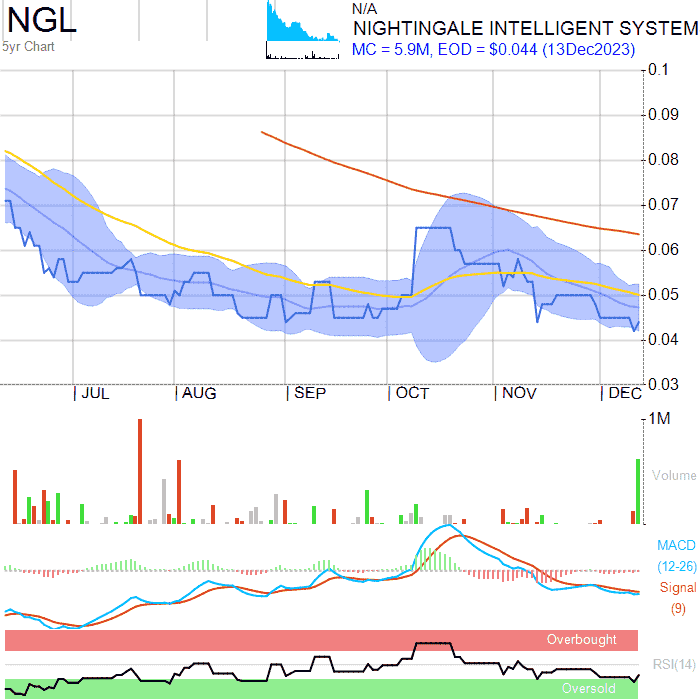 NGL
N/A
NIGHTINGALE INTELLIGENT SYSTEM
5yr Chart
MC = 5.9M, EOD = $0.044 (13Dec2023)
0.1
0.09
0.08
0.07
0.06
0.05
0.04
0.03
JUL AUG SEP OCT NOV DEC
1M
Volume
MACD
(12-26)
Signal
(9)
Overbought
RSI(14)
Oversold